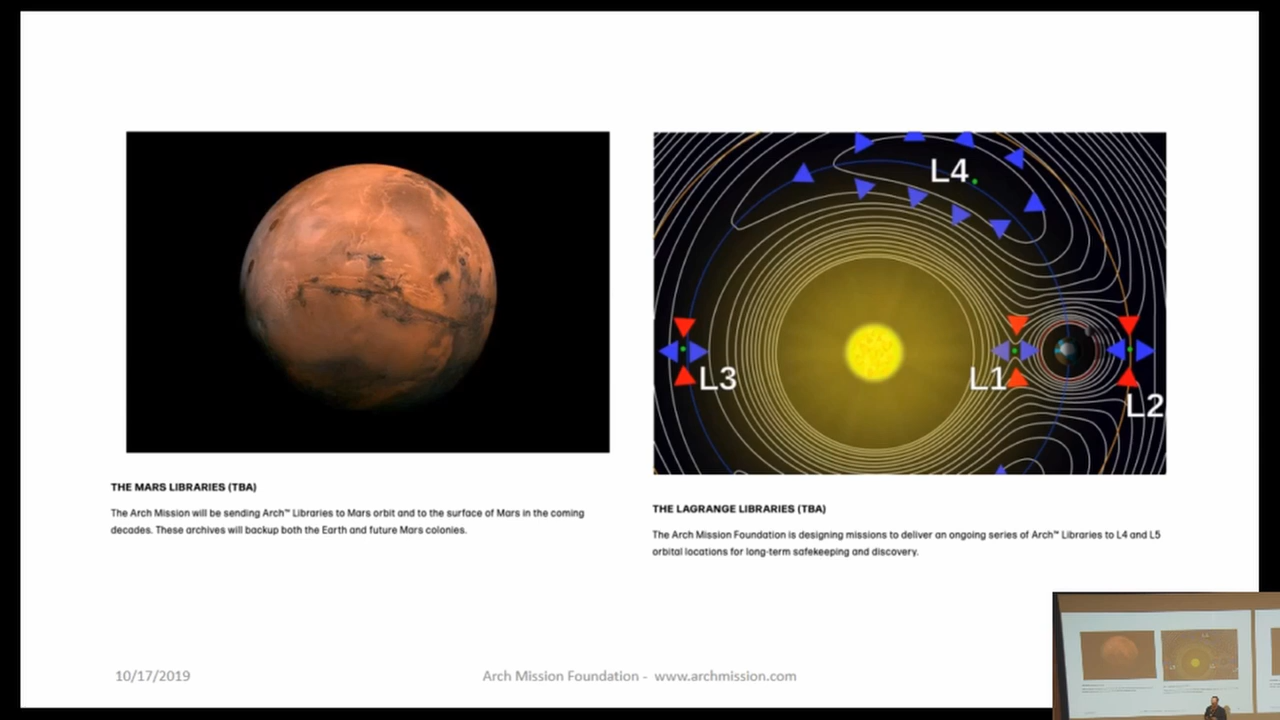 L4
L3
L1
L2
THE MARS LIBRARIES (TBA)
The Arch Mission will be sending Arch™ Libraries to Mars orbit and to the surface of Mars in the coming
decades. These archives will backup both the Earth and future Mars colonies.
THE LAGRANGE LIBRARIES (TBA)
The Arch Mission Foundation is designing missions to deliver an ongoing series of Arch™ Libraries to L4 and L5
orbital locations for long-term safekeeping and discovery.
10/17/2019
Arch Mission Foundation - www.archmission.com